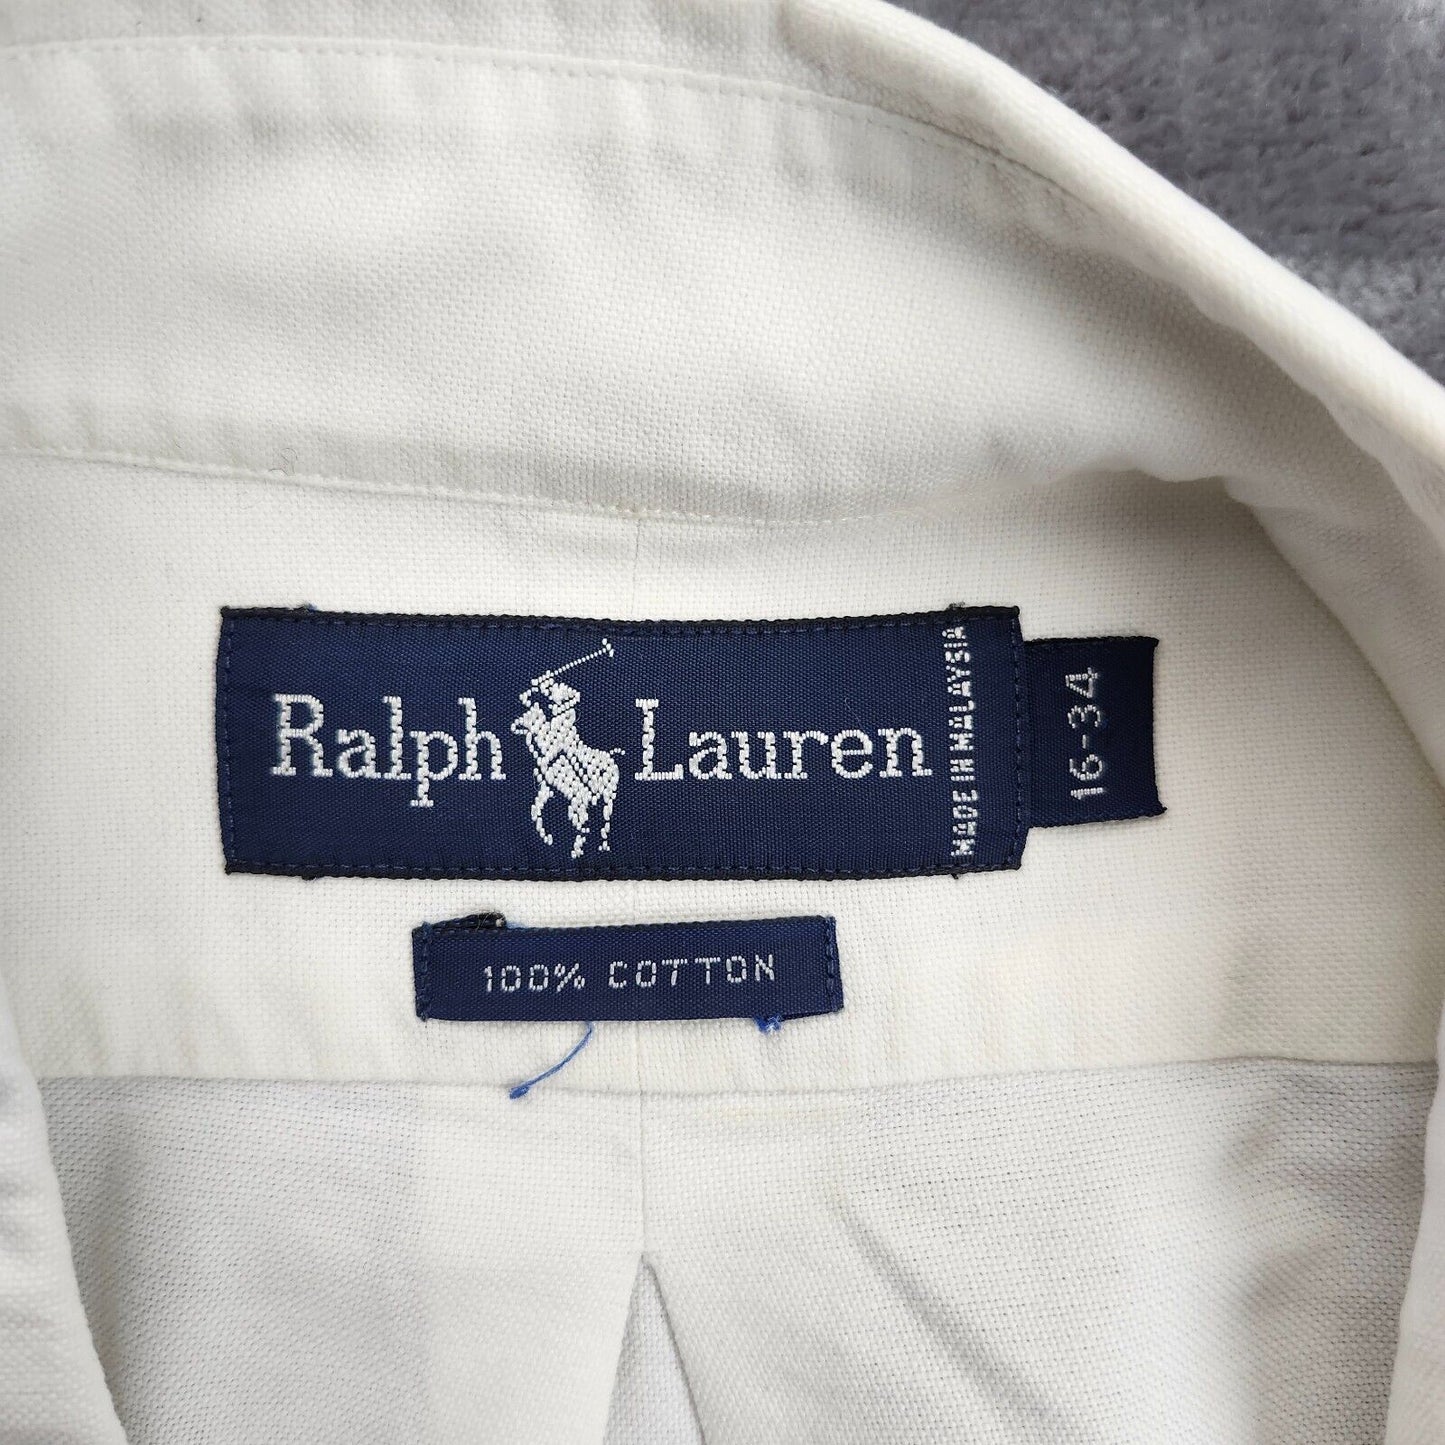 Ralph Lauren
MADE IN MALAYSIA
16-34
100% COTTON